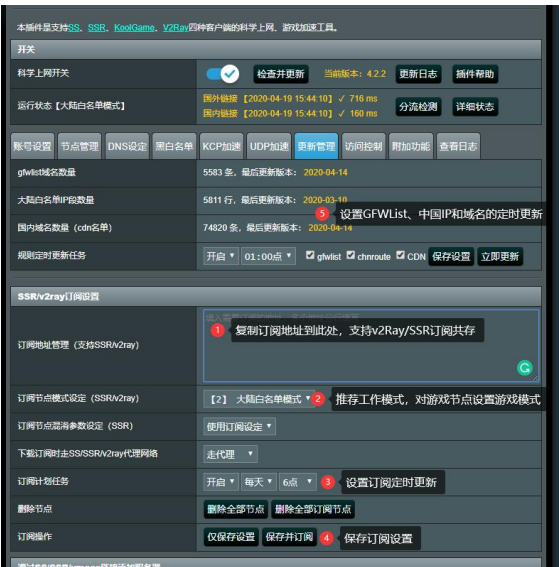 本插件是支持SS、SSR、KoolGame、V2Ray四种客户端的科学上网、游戏加速工具。
开关
科学上网开关 检查并更新 当前版本：4.2.2 更新日志 插件帮助
运行状态【大陆白名单模式】 国外链接 【2020-04-19 15:44:10】 ✓ 716 ms
国内链接 【2020-04-19 15:44:10】 ✓ 160 ms 分流检测 详细状态
账号设置 节点管理 DNS设定 黑白名单 KCP加速 UDP加速 更新管理 访问控制 附加功能 查看日志
gfwlist域名数量 5583 条，最后更新版本：2020-04-14
大陆白名单IP段数量 5811 行，最后更新版本：2020-03-10
5 设置GFWList、中国IP和域名的定时更新
国内域名数量（cdn名单） 74820 条，最后更新版本：2020-04-14
规则定时更新任务 开启 01:00点 gfwlist chnroute CDN 保存设置 立即更新
SSR/v2ray订阅设置
1 复制订阅地址到此处，支持v2Ray/SSR订阅共存
订阅地址管理（支持SSR/v2ray）
订阅节点模式设定（SSR/v2ray） 【2】 大陆白名单模式 2 推荐工作模式，对游戏节点设置游戏模式
订阅节点混淆参数设定（SSR） 使用订阅设定
下载订阅时走SS/SSR/v2ray代理网络 走代理
订阅计划任务 开启 每天 6点 3 设置订阅定时更新
删除节点 删除全部节点 删除全部订阅节点
订阅操作 仅保存设置 保存并订阅 4 保存订阅设置